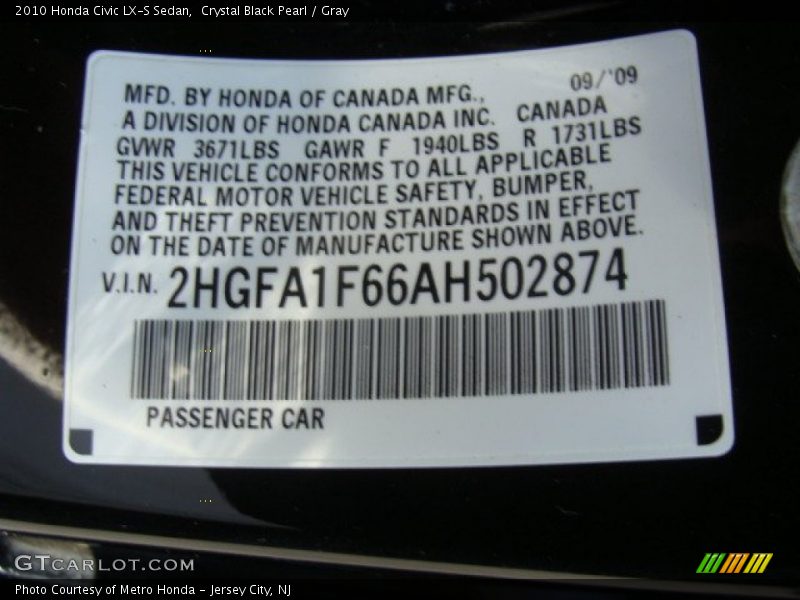 2010 Honda Civic LX-S Sedan,  Crystal Black Pearl / Gray
09/'09
MFD. BY HONDA OF CANADA MFG.,
A DIVISION OF HONDA CANADA INC.  CANADA
GVWR  3671LBS  GAWR F  1940LBS  R  1731LBS
THIS VEHICLE CONFORMS TO ALL APPLICABLE
FEDERAL MOTOR VEHICLE SAFETY, BUMPER,
AND THEFT PREVENTION STANDARDS IN EFFECT
ON THE DATE OF MANUFACTURE SHOWN ABOVE.
V.I.N. 2HGFA1F66AH502874
PASSENGER CAR
GTCARLOT.COM
Photo Courtesy of Metro Honda - Jersey City, NJ